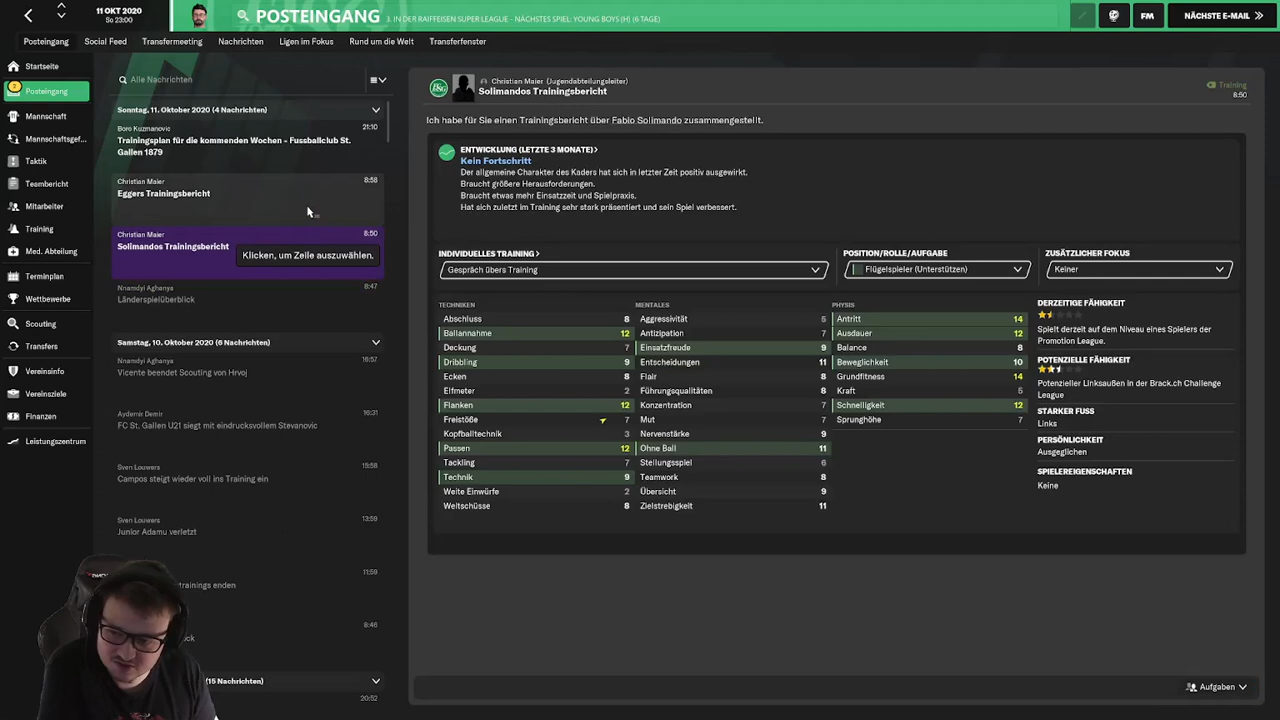 11 OKT 2020
So 23:00
POSTEINGANG
3. IN DER RAIFFEISEN SUPER LEAGUE - NÄCHSTES SPIEL: YOUNG BOYS (H) (6 TAGE)
FM
NÄCHSTE E-MAIL
Posteingang
Social Feed
Transfermeeting
Nachrichten
Ligen im Fokus
Rund um die Welt
Transferfenster
Startseite
Posteingang
Mannschaft
Mannschaftsgef...
Taktik
Teambericht
Mitarbeiter
Training
Med. Abteilung
Terminplan
Wettbewerbe
Scouting
Transfers
Vereinsinfo
Vereinsziele
Finanzen
Leistungszentrum
Alle Nachrichten
Sonntag, 11. Oktober 2020 (4 Nachrichten)
Boro Kuzmanovic 21:10
Trainingsplan für die kommenden Wochen - Fussballclub St.
Gallen 1879
Christian Maier 8:58
Eggers Trainingsbericht
Christian Maier 8:50
Solimandos Trainingsbericht
Klicken, um Zeile auszuwählen.
Nnamdyi Aghanya 8:47
Länderspielüberblick
Samstag, 10. Oktober 2020 (6 Nachrichten)
Nnamdyi Aghanya 16:57
Vicente beendet Scouting von Hrvoj
Aydemir Demir 16:31
FC St. Gallen U21 siegt mit eindrucksvollem Stevanovic
Sven Louwers 15:58
Campos steigt wieder voll ins Training ein
Sven Louwers 13:59
Junior Adamu verletzt
11:59
trainings enden
8:46
ck
(15 Nachrichten)
20:52
Christian Maier (Jugendabteilungsleiter)
Solimandos Trainingsbericht
Training
8:50
Ich habe für Sie einen Trainingsbericht über Fabio Solimando zusammengestellt.
ENTWICKLUNG (LETZTE 3 MONATE)
Kein Fortschritt
Der allgemeine Charakter des Kaders hat sich in letzter Zeit positiv ausgewirkt.
Braucht größere Herausforderungen.
Braucht etwas mehr Einsatzzeit und Spielpraxis.
Hat sich zuletzt im Training sehr stark präsentiert und sein Spiel verbessert.
INDIVIDUELLES TRAINING
Gespräch übers Training
POSITION/ROLLE/AUFGABE
Flügelspieler (Unterstützen)
ZUSÄTZLICHER FOKUS
Keiner
TECHNIKEN
Abschluss 8
Ballannahme 12
Deckung 7
Dribbling 9
Ecken 8
Elfmeter 2
Flanken 12
Freistöße 7
Kopfballtechnik 3
Passen 12
Tackling 7
Technik 9
Weite Einwürfe 2
Weitschüsse 8
MENTALES
Aggressivität 5
Antizipation 7
Einsatzfreude 9
Entscheidungen 11
Flair 8
Führungsqualitäten 8
Konzentration 7
Mut 7
Nervenstärke 9
Ohne Ball 11
Stellungsspiel 6
Teamwork 8
Übersicht 9
Zielstrebigkeit 11
PHYSIS
Antritt 14
Ausdauer 12
Balance 8
Beweglichkeit 10
Grundfitness 14
Kraft 5
Schnelligkeit 12
Sprunghöhe 7
DERZEITIGE FÄHIGKEIT
Spielt derzeit auf dem Niveau eines Spielers der
Promotion League.
POTENZIELLE FÄHIGKEIT
Potenzieller Linksaußen in der Brack.ch Challenge
League
STARKER FUSS
Links
PERSÖNLICHKEIT
Ausgeglichen
SPIELEREIGENSCHAFTEN
Keine
Aufgaben